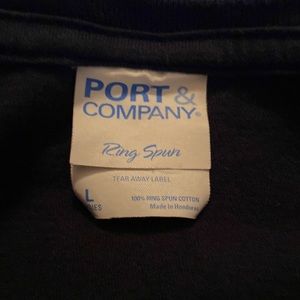 PORT &
COMPANY®
Ring Spun
TEAR AWAY LABEL
L
100% RING SPUN COTTON
Made in Honduras